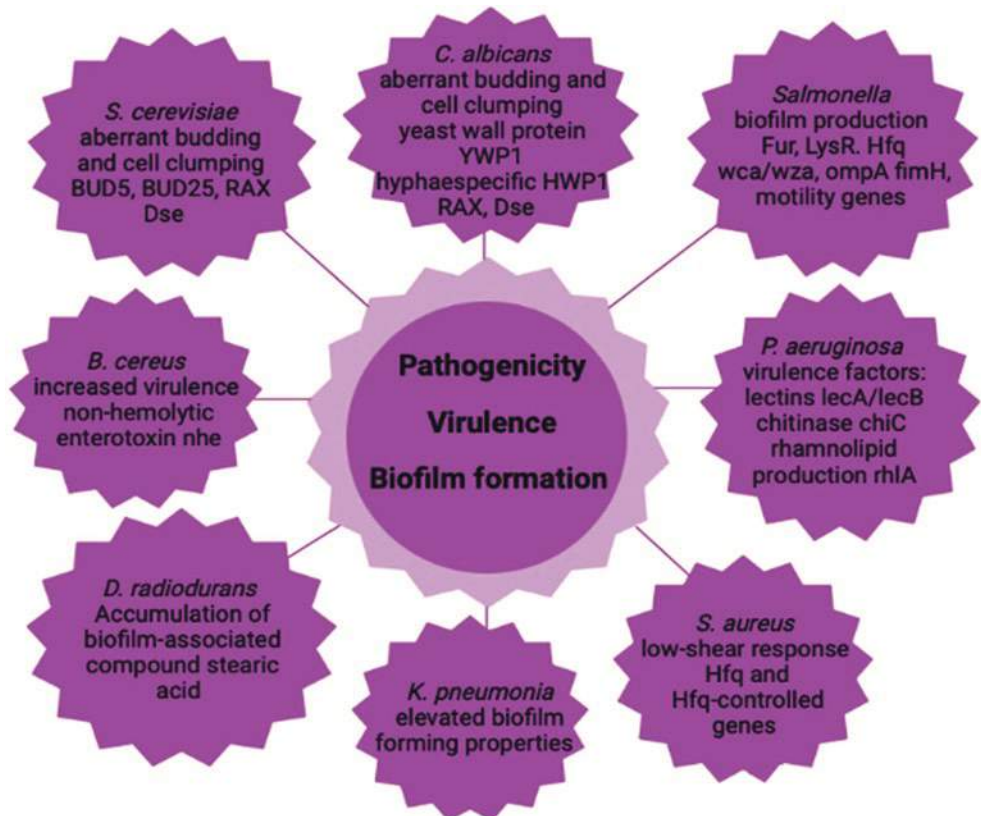 C. albicans
aberrant budding and
cell clumping
yeast wall protein
YWP1
hyphaespecific HWP1
RAX, Dse
S. cerevisiae
aberrant budding
and cell clumping
BUD5, BUD25, RAX
Dse
Salmonella
biofilm production
Fur, LysR. Hfq
wca/wza, ompA fimH,
motility genes
B. cereus
increased virulence
non-hemolytic
enterotoxin nhe
Pathogenicity
Virulence
Biofilm formation
P. aeruginosa
virulence factors:
lectins lecA/lecB
chitinase chiC
rhamnolipid
production rhlA
D. radiodurans
Accumulation of
biofilm-associated
compound stearic
acid
K. pneumonia
elevated biofilm
forming properties
S. aureus
low-shear response
Hfq and
Hfq-controlled
genes